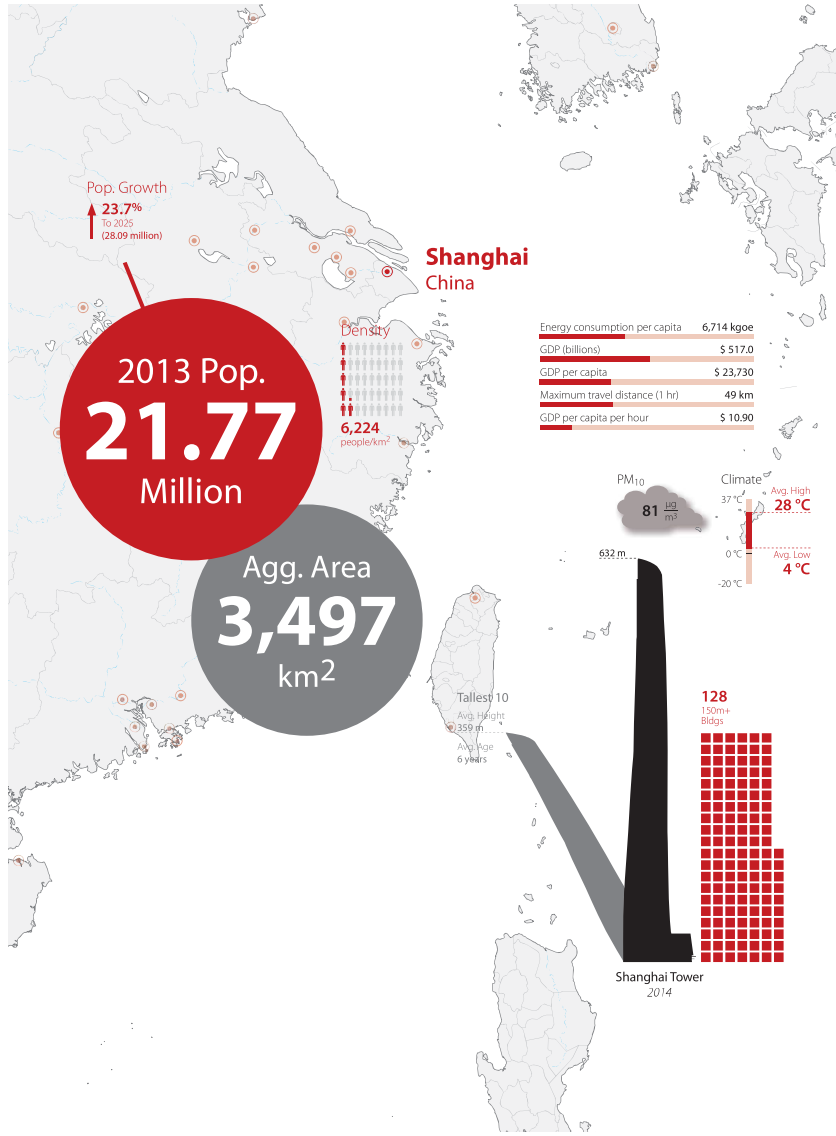 Pop. Growth
23.7%
To 2025
(28.09 million)
Shanghai
China
2013 Pop.
21.77
Million
Density
6,224
people/km²
Agg. Area
3,497
km²
Energy consumption per capita 6,714 kgoe
GDP (billions) $ 517.0
GDP per capita $ 23,730
Maximum travel distance (1 hr) 49 km
GDP per capita per hour $ 10.90
PM10
81 µg
m³
Climate
37 °C
Avg. High
28 °C
0 °C
Avg. Low
4 °C
-20 °C
632 m
Tallest 10
Avg. Height
359 m
Avg. Age
6 years
128
150m+
Bldgs
Shanghai Tower
2014